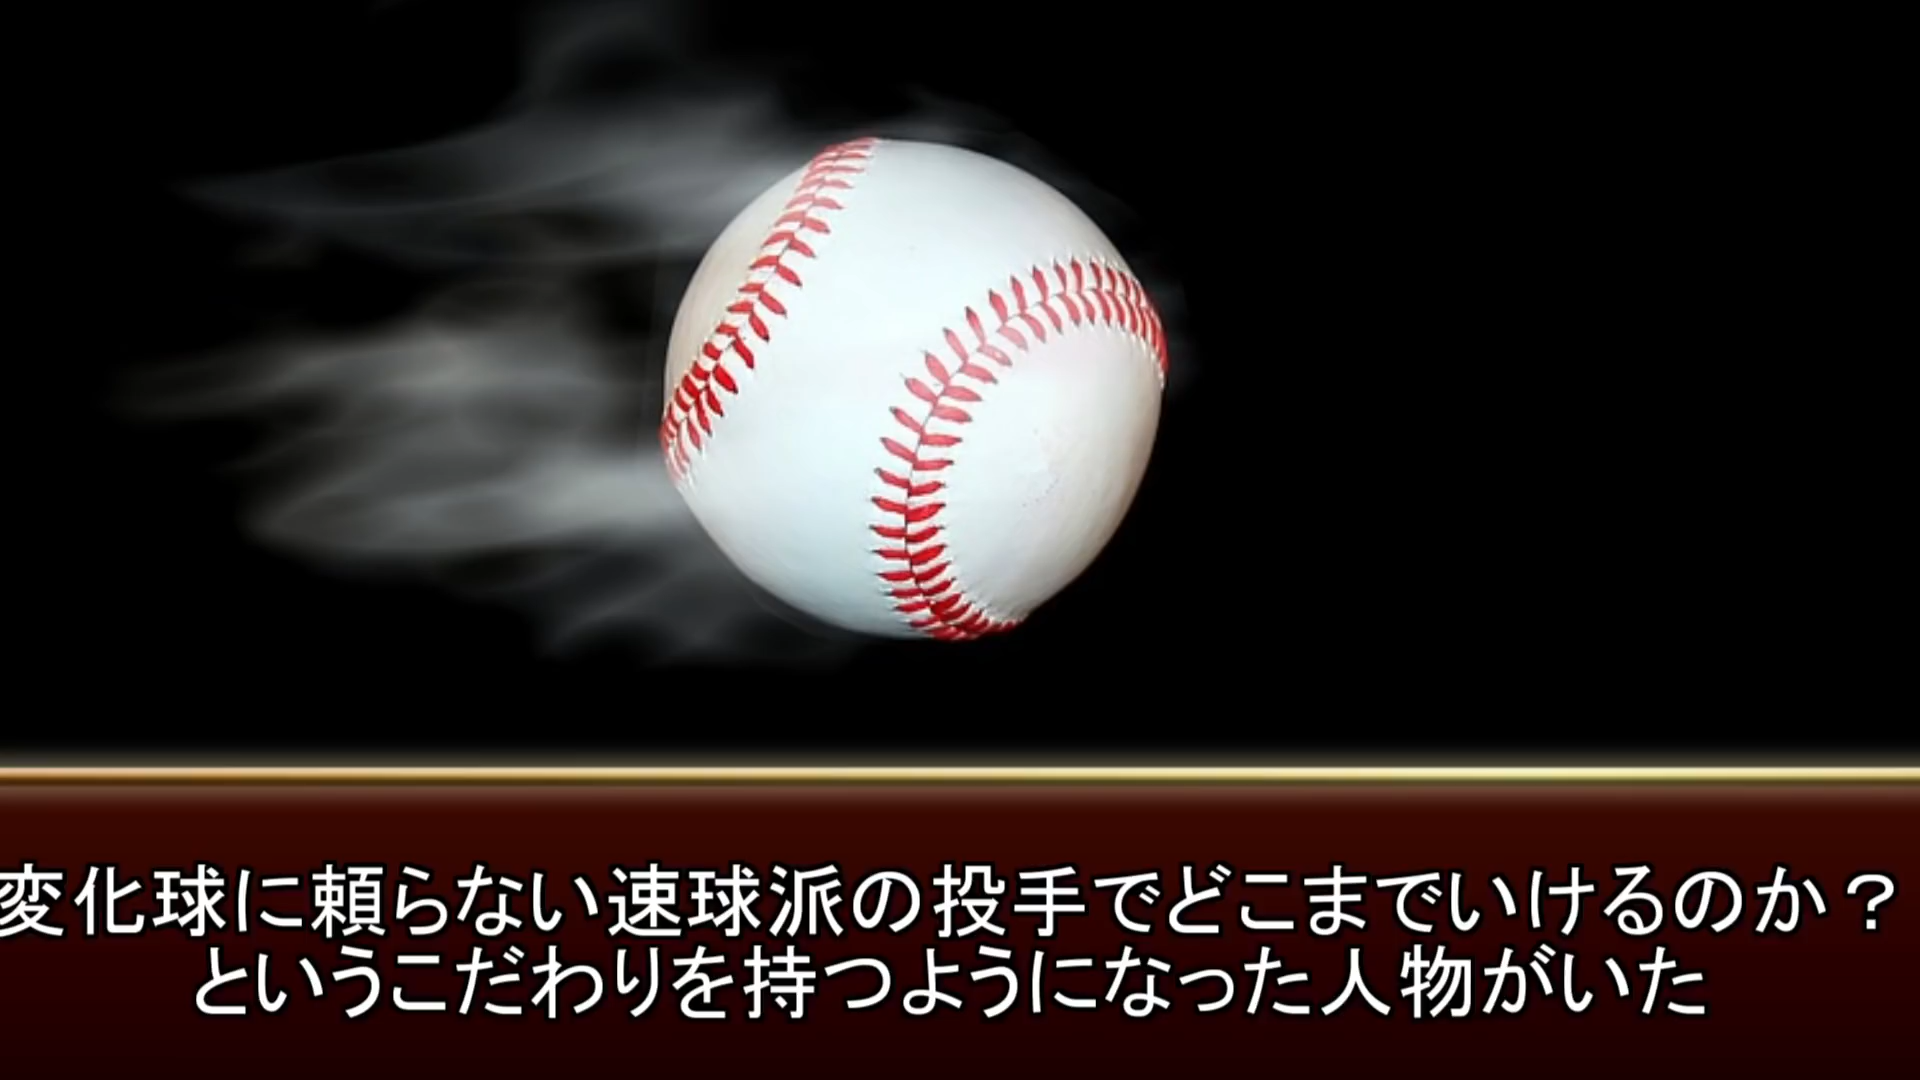 変化球に頼らない速球派の投手でどこまでいけるのか？
というこだわりを持つようになった人物がいた